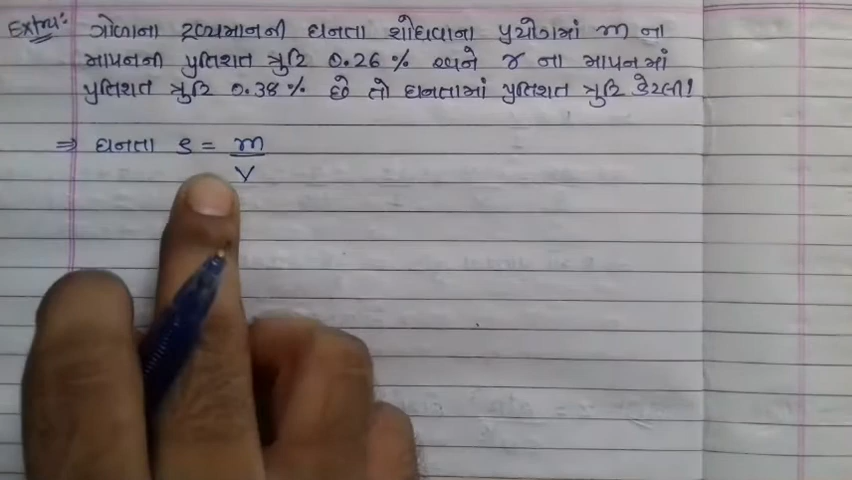 Extra: ગોળાના દ્રવ્યમાનની ઘનતા શોધવાના પ્રયોગમાં m ના
માપનની પ્રતિશત ત્રુટિ 0.26 % અને r ના માપન માં
પ્રતિશત ત્રુટિ 0.38 % છે તો ઘનતામાં પ્રતિશત ત્રુટિ કેટલી?
⇒ ઘનતા ρ = m
V